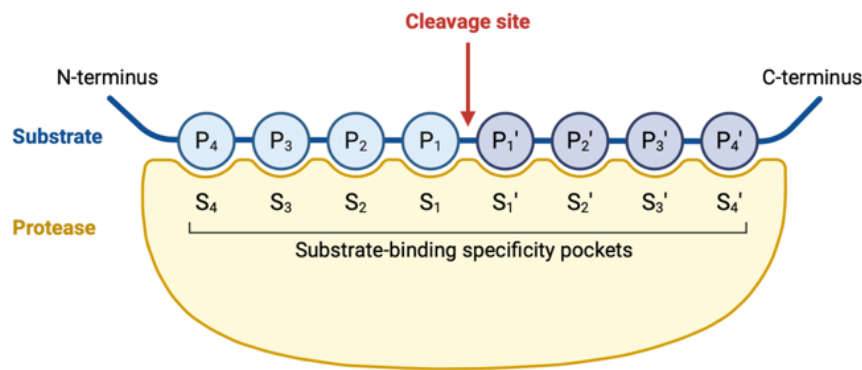 Cleavage site
N-terminus
C-terminus
Substrate
P₄ P₃ P₂ P₁ P₁' P₂' P₃' P₄'
S₄ S₃ S₂ S₁ S₁' S₂' S₃' S₄'
Protease
Substrate-binding specificity pockets